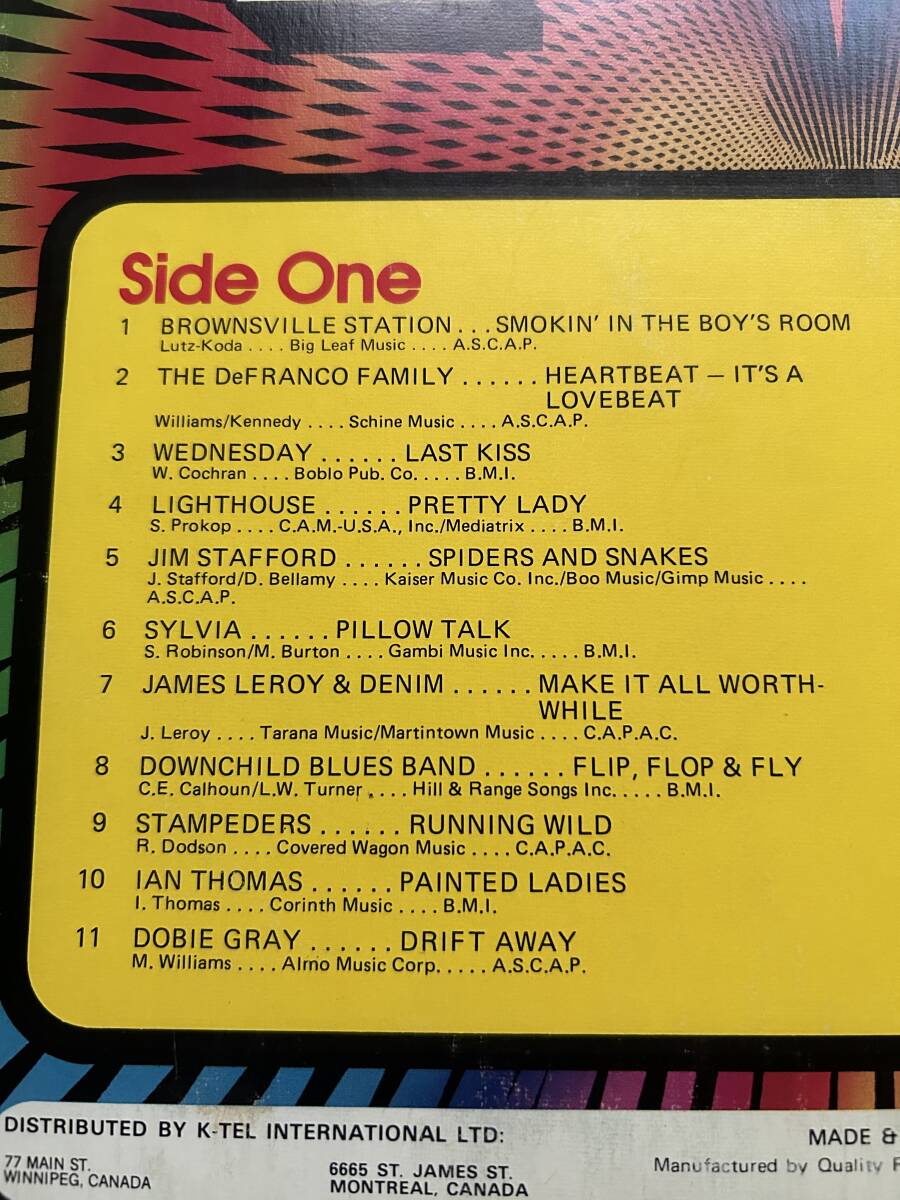 Side One
1 BROWNSVILLE STATION . . . SMOKIN' IN THE BOY'S ROOM
Lutz-Koda . . . . Big Leaf Music . . . . A.S.C.A.P.
2 THE DeFRANCO FAMILY . . . . . . HEARTBEAT – IT'S A
LOVEBEAT
Williams/Kennedy . . . . Schine Music . . . . A.S.C.A.P.
3 WEDNESDAY . . . . . . LAST KISS
W. Cochran . . . . Boblo Pub. Co. . . . . B.M.I.
4 LIGHTHOUSE . . . . . . PRETTY LADY
S. Prokop . . . . C.A.M.-U.S.A., Inc./Mediatrix . . . . B.M.I.
5 JIM STAFFORD . . . . . . SPIDERS AND SNAKES
J. Stafford/D. Bellamy . . . . Kaiser Music Co. Inc./Boo Music/Gimp Music . . . .
A.S.C.A.P.
6 SYLVIA . . . . . . PILLOW TALK
S. Robinson/M. Burton . . . . Gambi Music Inc. . . . . B.M.I.
7 JAMES LEROY & DENIM . . . . . . MAKE IT ALL WORTH-
WHILE
J. Leroy . . . . Tarana Music/Martintown Music . . . . C.A.P.A.C.
8 DOWNCHILD BLUES BAND . . . . . . FLIP, FLOP & FLY
C.E. Calhoun/L.W. Turner . . . . Hill & Range Songs Inc. . . . . B.M.I.
9 STAMPEDERS . . . . . . RUNNING WILD
R. Dodson . . . . Covered Wagon Music . . . . C.A.P.A.C.
10 IAN THOMAS . . . . . . PAINTED LADIES
I. Thomas . . . . Corinth Music . . . . B.M.I.
11 DOBIE GRAY . . . . . . DRIFT AWAY
M. Williams . . . . Almo Music Corp. . . . . A.S.C.A.P.
DISTRIBUTED BY K-TEL INTERNATIONAL LTD:
77 MAIN ST.
WINNIPEG, CANADA
6665 ST. JAMES ST.
MONTREAL, CANADA
MADE &
Manufactured by Quality